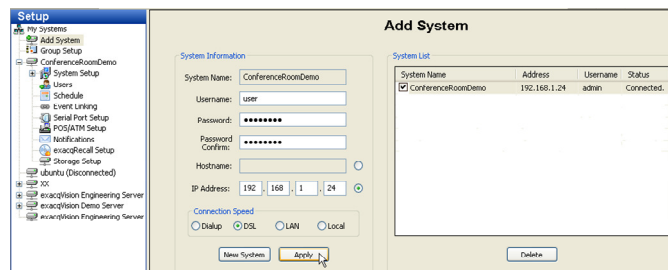 Setup
My Systems
Add System
Group Setup
ConferenceRoomDemo
System Setup
Users
Schedule
Event Linking
Serial Port Setup
POS/ATM Setup
Notifications
exacqRecall Setup
Storage Setup
ubuntu (Disconnected)
XX
exacqVision Engineering Server
exacqVision Demo Server
exacqVision Engineering Server
Add System
System Information
System Name: ConferenceRoomDemo
Username: user
Password: ●●●●●●●●
Password Confirm: ●●●●●●●●
Hostname:
IP Address: 192 . 168 . 1 . 24
Connection Speed
Dialup DSL LAN Local
New System Apply
System List
System Name Address Username Status
ConferenceRoomDemo 192.168.1.24 admin Connected.
Delete